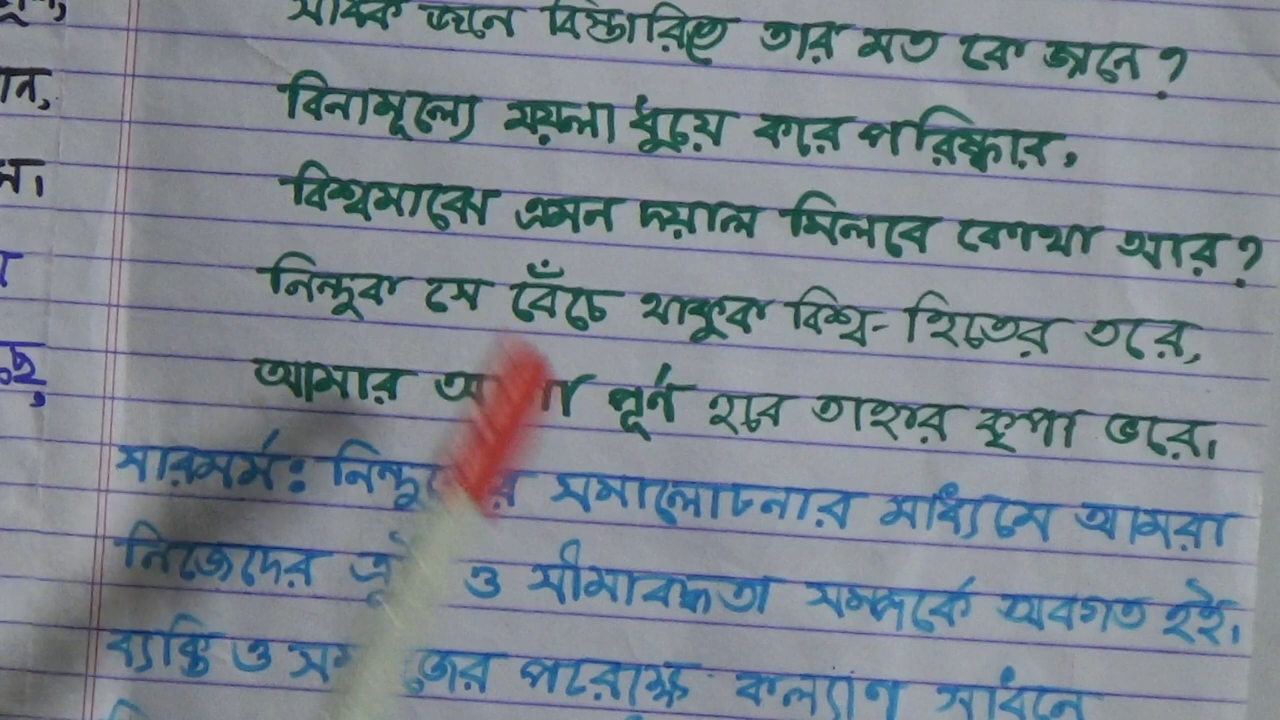 জনে বিস্তারিতে তার মত কে জানে?
বিনামূল্যে ময়লা ধুয়ে করে পরিষ্কার,
বিশ্বমাঝে এমন দয়াল মিলবে কোথা আর?
নিন্দুক সে বেঁচে থাকুক বিশ্ব-হিতের তরে,
আমার পূর্ণ হবে তাহার কৃপা ভরে।
সারমর্ম: সমালোচনার মাধ্যমে আমরা
নিজেদের ও সীমাবদ্ধতা সম্পর্কে অবগত হই।
ব্যক্তি ও পরোক্ষ কল্যাণ সাধনে